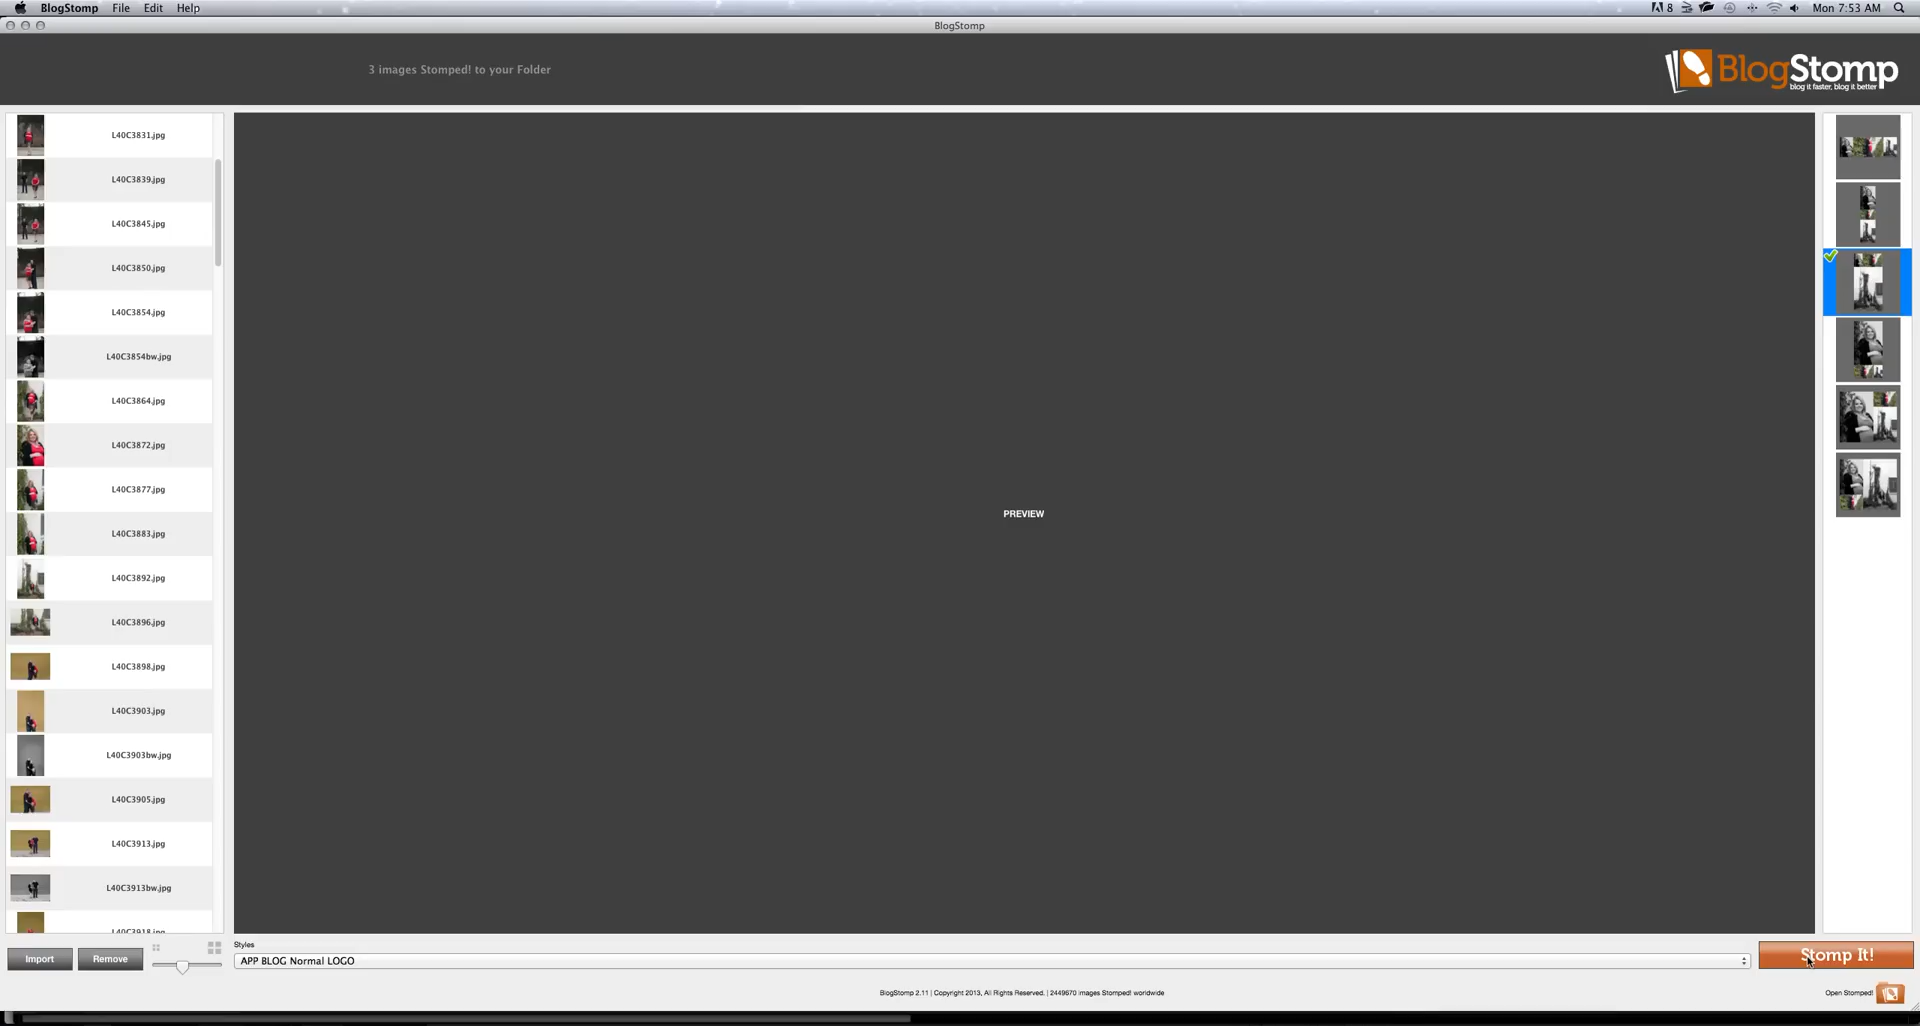 BlogStomp File Edit Help
8 Mon 7:53 AM
BlogStomp
3 images Stomped! to your Folder
BlogStomp
blog it faster, blog it better
L40C3831.jpg
L40C3839.jpg
L40C3845.jpg
L40C3850.jpg
L40C3854.jpg
L40C3854bw.jpg
L40C3864.jpg
L40C3872.jpg
L40C3877.jpg
L40C3883.jpg
L40C3892.jpg
L40C3896.jpg
L40C3898.jpg
L40C3903.jpg
L40C3903bw.jpg
L40C3905.jpg
L40C3913.jpg
L40C3913bw.jpg
L40C3918.jpg
PREVIEW
Import Remove
Styles
APP BLOG Normal LOGO
Stomp It!
BlogStomp 2.11 | Copyright 2013, All Rights Reserved. | 2449670 images Stomped! worldwide
Open Stomped!